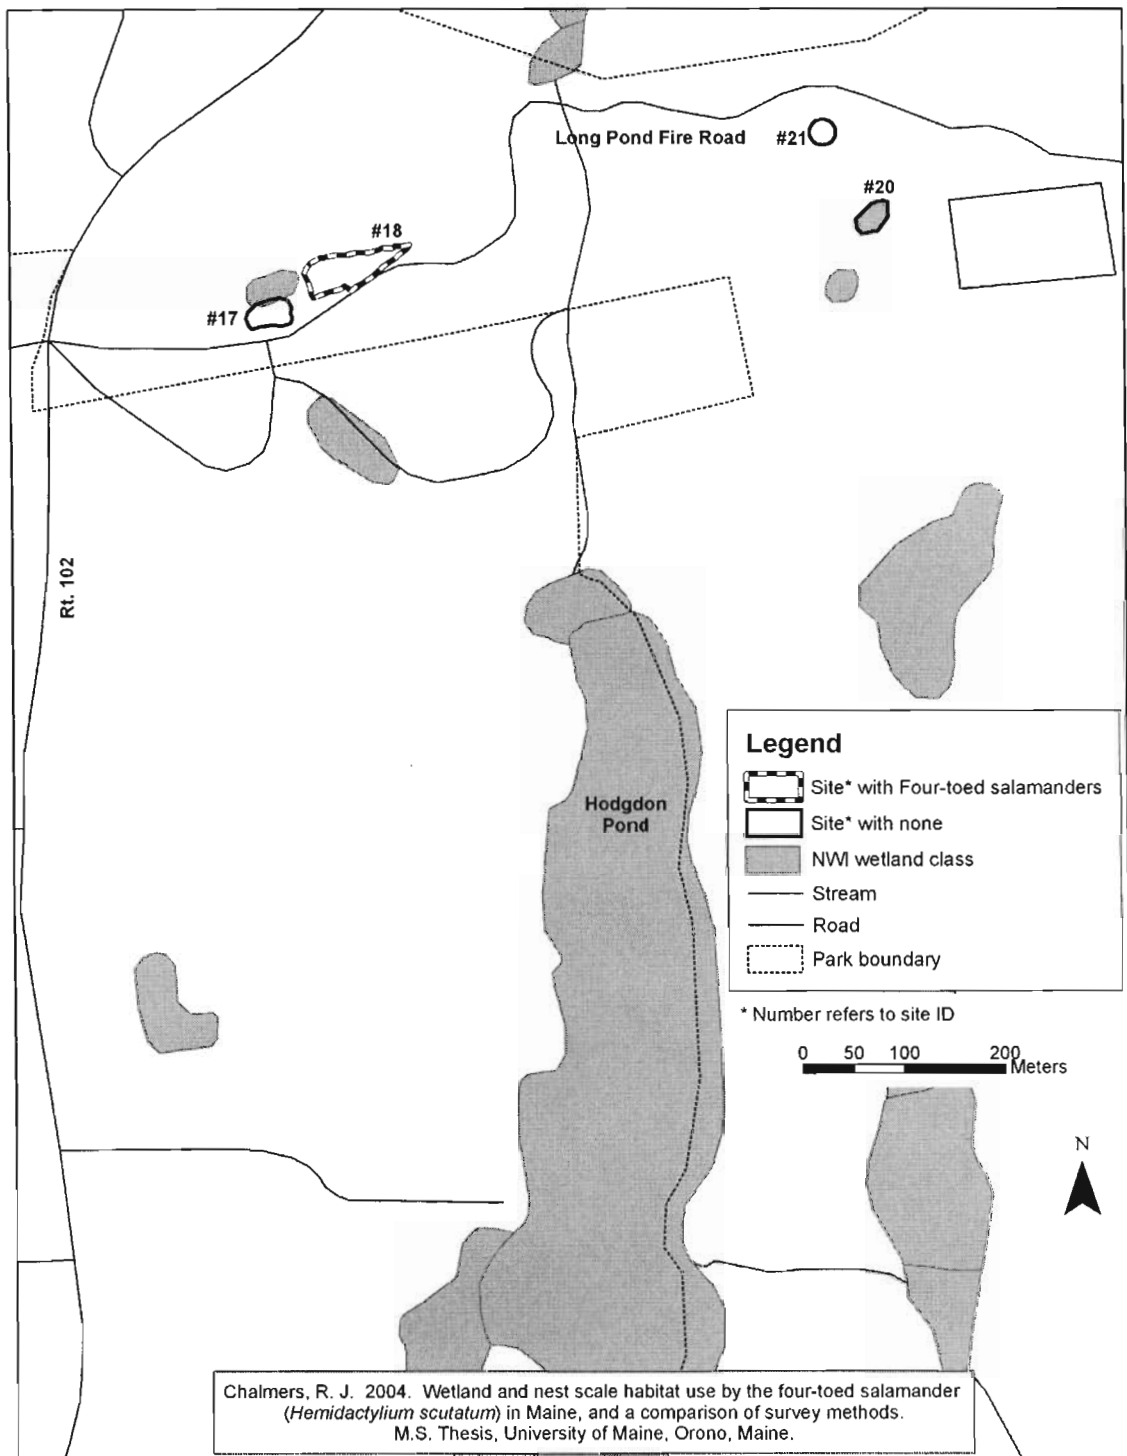 Long Pond Fire Road
#21
#20
#18
#17
Rt. 102
Hodgdon
Pond
Legend
Site* with Four-toed salamanders
Site* with none
NWI wetland class
Stream
Road
Park boundary
* Number refers to site ID
0 50 100 200
Meters
N
Chalmers, R. J. 2004. Wetland and nest scale habitat use by the four-toed salamander
(Hemidactylium scutatum) in Maine, and a comparison of survey methods.
M.S. Thesis, University of Maine, Orono, Maine.